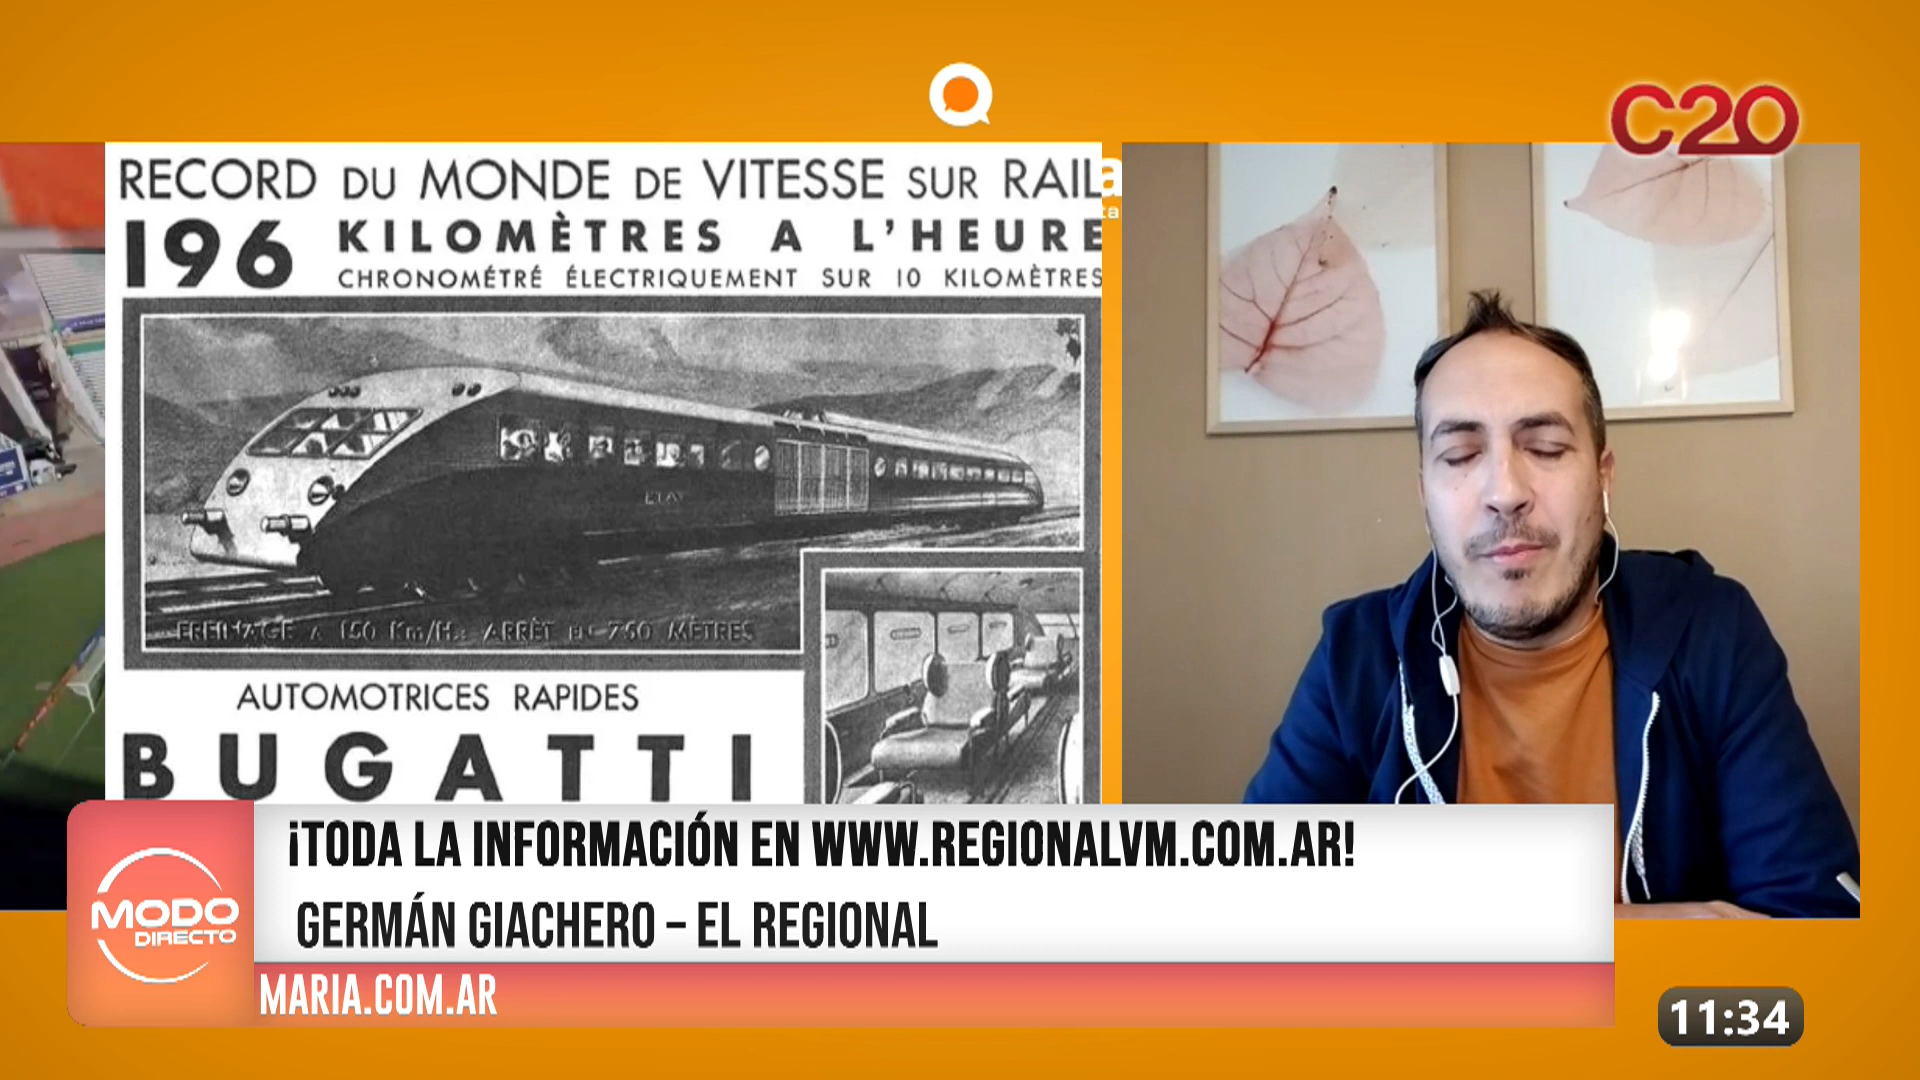 C20
RECORD DU MONDE DE VITESSE SUR RAIL
196 KILOMÈTRES A L'HEURE
CHRONOMÉTRÉ ÉLECTRIQUEMENT SUR 10 KILOMÈTRES
ETAT
FREINAGE A 150 Km/H: ARRÊT EN 750 MÈTRES
AUTOMOTRICES RAPIDES
BUGATTI
¡TODA LA INFORMACIÓN EN WWW.REGIONALVM.COM.AR!
GERMÁN GIACHERO – EL REGIONAL
MODO
DIRECTO
MARIA.COM.AR
11:34